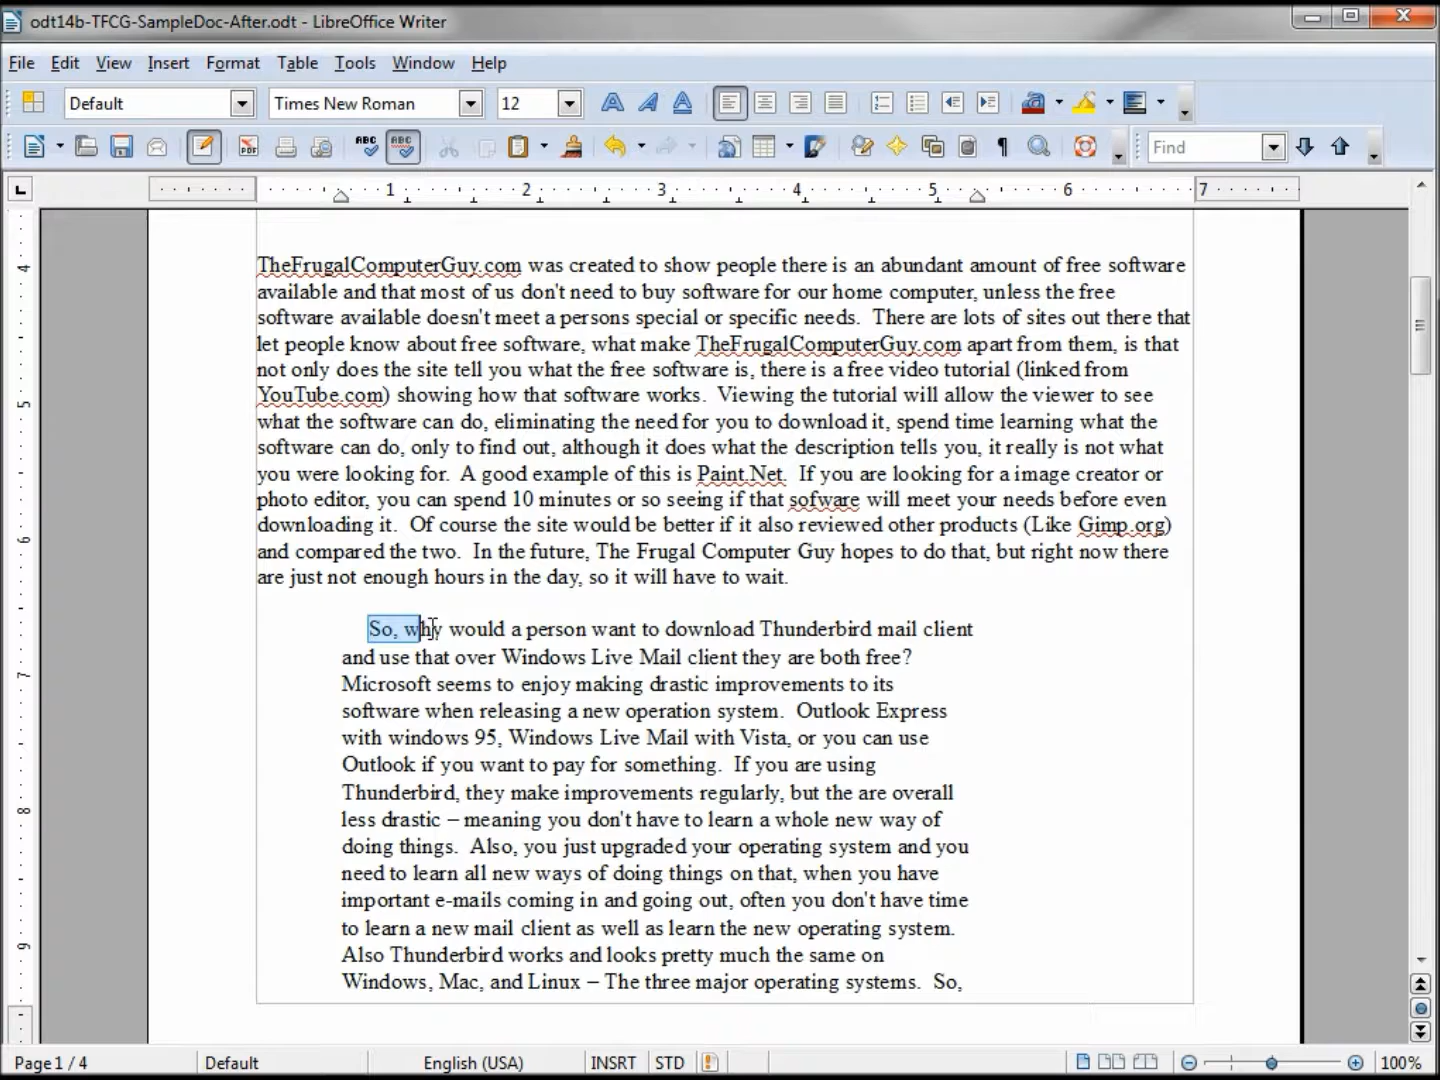 odt14b-TFCG-SampleDoc-After.odt - LibreOffice Writer
File Edit View Insert Format Table Tools Window Help
Default Times New Roman 12
ABC ABC PDF Find
1 2 3 4 5 6 7
TheFrugalComputerGuy.com was created to show people there is an abundant amount of free software
available and that most of us don't need to buy software for our home computer, unless the free
software available doesn't meet a persons special or specific needs.  There are lots of sites out there that
let people know about free software, what make TheFrugalComputerGuy.com apart from them, is that
not only does the site tell you what the free software is, there is a free video tutorial (linked from
YouTube.com) showing how that software works.  Viewing the tutorial will allow the viewer to see
what the software can do, eliminating the need for you to download it, spend time learning what the
software can do, only to find out, although it does what the description tells you, it really is not what
you were looking for.  A good example of this is Paint.Net.  If you are looking for a image creator or
photo editor, you can spend 10 minutes or so seeing if that sofware will meet your needs before even
downloading it.  Of course the site would be better if it also reviewed other products (Like Gimp.org)
and compared the two.  In the future, The Frugal Computer Guy hopes to do that, but right now there
are just not enough hours in the day, so it will have to wait.
So, why would a person want to download Thunderbird mail client
and use that over Windows Live Mail client they are both free?
Microsoft seems to enjoy making drastic improvements to its
software when releasing a new operation system.  Outlook Express
with windows 95, Windows Live Mail with Vista, or you can use
Outlook if you want to pay for something.  If you are using
Thunderbird, they make improvements regularly, but the are overall
less drastic – meaning you don't have to learn a whole new way of
doing things.  Also, you just upgraded your operating system and you
need to learn all new ways of doing things on that, when you have
important e-mails coming in and going out, often you don't have time
to learn a new mail client as well as learn the new operating system.
Also Thunderbird works and looks pretty much the same on
Windows, Mac, and Linux – The three major operating systems.  So,
4
5
6
7
8
9
Page 1 / 4 Default English (USA) INSRT STD 100%